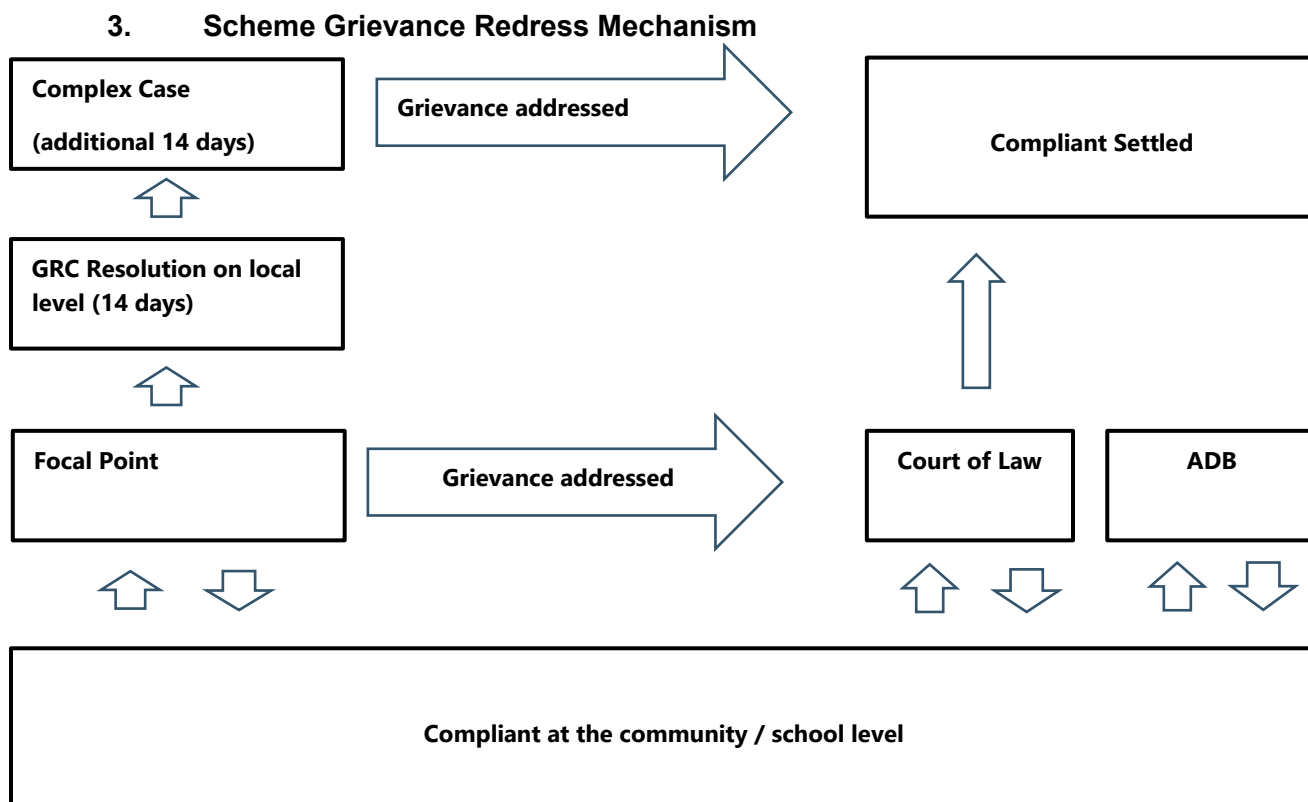 3. Scheme Grievance Redress Mechanism
Complex Case
(additional 14 days)
Grievance addressed
Compliant Settled
GRC Resolution on local
level (14 days)
Focal Point
Grievance addressed
Court of Law
ADB
Compliant at the community / school level